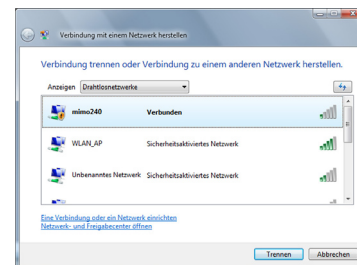 Verbindung mit einem Netzwerk herstellen
Verbindung trennen oder Verbindung zu einem anderen Netzwerk herstellen.
Anzeigen Drahtlosnetzwerke
mimo240 Verbunden
WLAN_AP Sicherheitsaktiviertes Netzwerk
Unbenanntes Netzwerk Sicherheitsaktiviertes Netzwerk
Eine Verbindung oder ein Netzwerk einrichten
Netzwerk- und Freigabecenter öffnen
Trennen Abbrechen